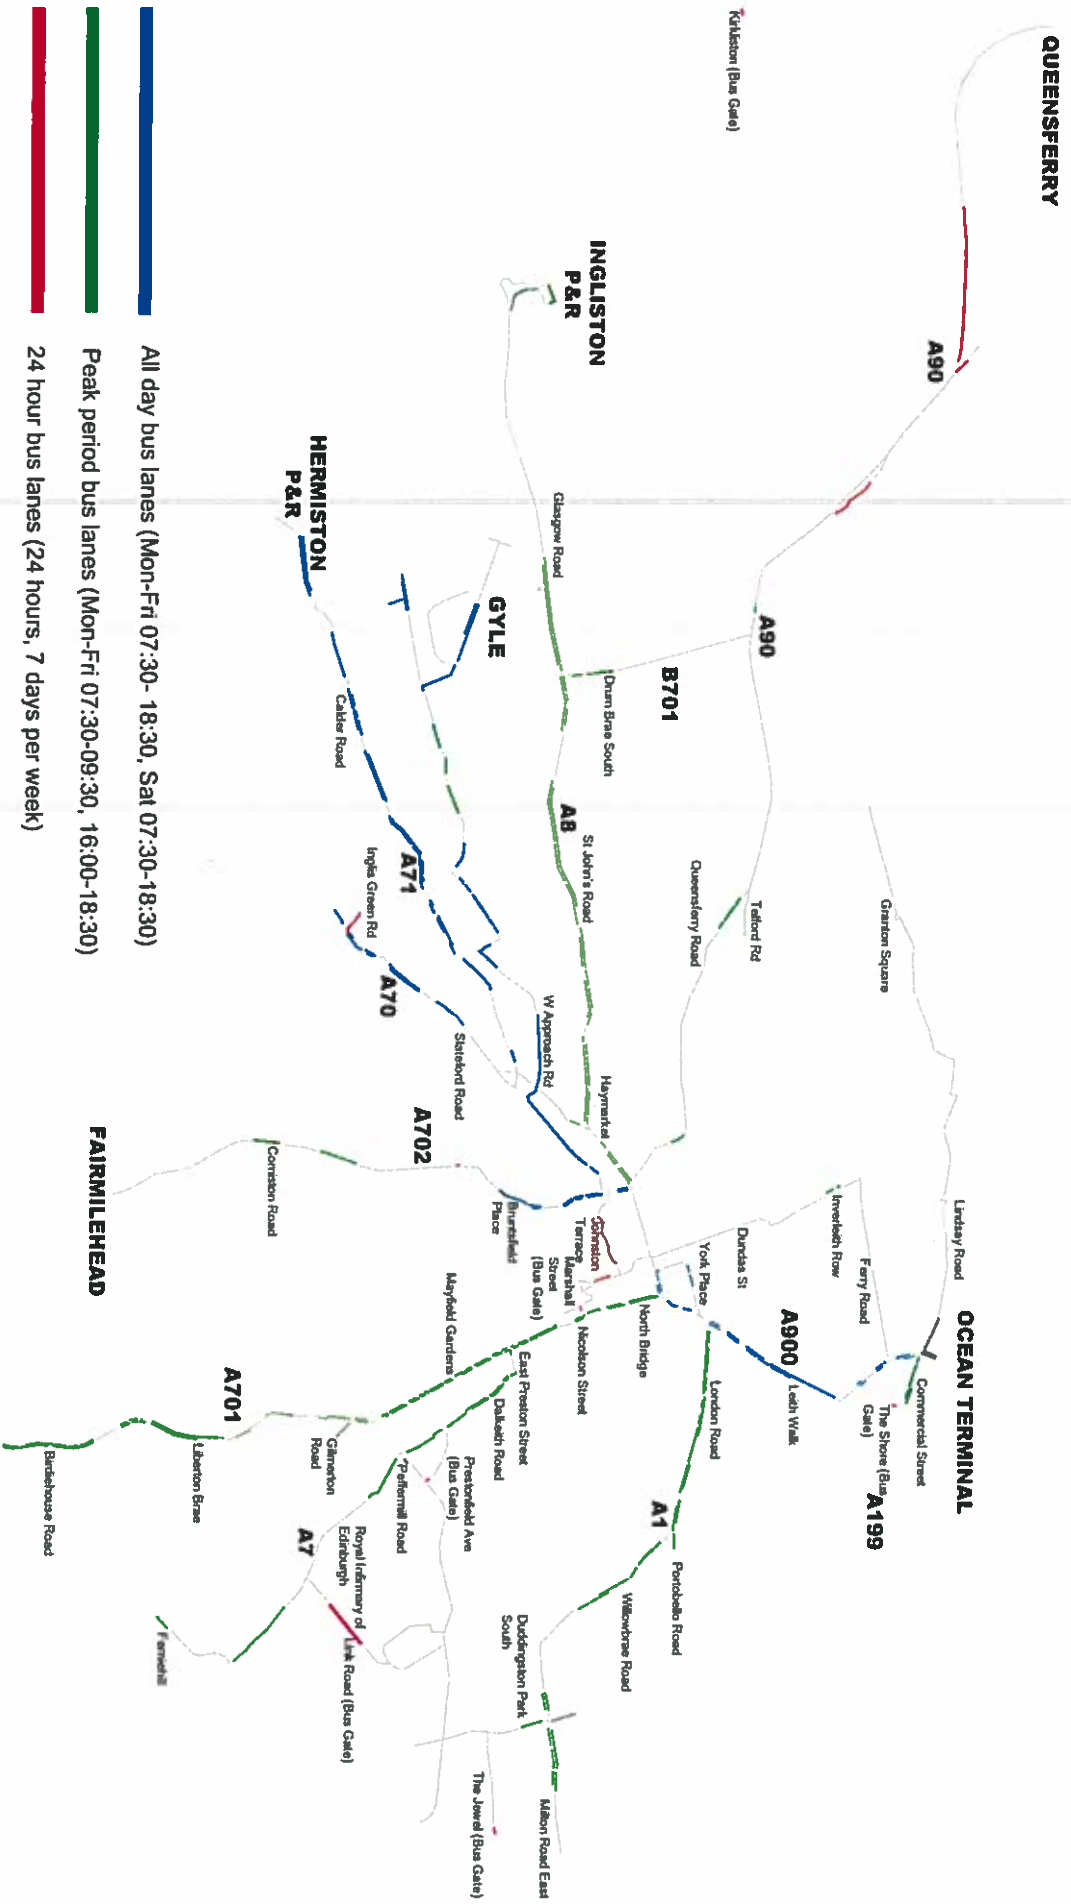 QUEENSFERRY
Kirkliston (Bus Gate)
A90
INGLISTON
P&R
Glasgow Road
A90
B701
Drum Brae South
HERMISTON
P&R
GYLE
Calder Road
A8
St John's Road
Queensferry Road
Telford Rd
Granton Square
A71
Inglis Green Rd
A70
Slateford Road
W Approach Rd
Haymarket
A702
FAIRMILEHEAD
Comiston Road
Bruntsfield
Place
Johnston
Terrace
Marshall
Street
(Bus Gate)
Dundas St
York Place
Inverleith Row
Ferry Road
Lindsay Road
OCEAN TERMINAL
A900
Leith Walk
Commercial Street
The Shore (Bus
Gate)
A199
North Bridge
Nicolson Street
London Road
Mayfield Gardens
East Preston Street
Dalkeith Road
A701
Gilmerton
Road
Liberton Brae
Birdiehouse Road
Prestonfield Ave
(Bus Gate)
Peffermill Road
A7
Royal Infirmary of
Edinburgh
Link Road (Bus Gate)
Ferniehill
A1
Portobello Road
Willowbrae Road
Duddingston Park
South
The Jewel (Bus Gate)
Milton Road East
All day bus lanes (Mon-Fri 07:30- 18:30, Sat 07:30-18:30)
Peak period bus lanes (Mon-Fri 07:30-09:30, 16:00-18:30)
24 hour bus lanes (24 hours, 7 days per week)